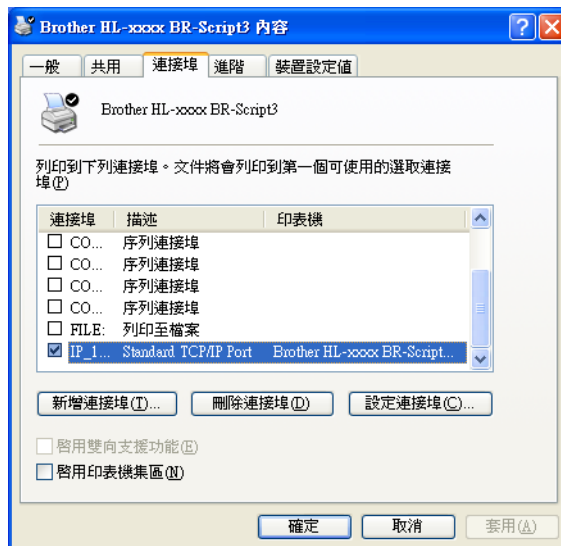 Brother HL-xxxx BR-Script3 內容
一般 共用 連接埠 進階 裝置設定值
Brother HL-xxxx BR-Script3
列印到下列連接埠。文件將會列印到第一個可使用的選取連接
埠(P)
連接埠 描述 印表機
CO... 序列連接埠
CO... 序列連接埠
CO... 序列連接埠
CO... 序列連接埠
FILE: 列印至檔案
IP_1... Standard TCP/IP Port Brother HL-xxxx BR-Script...
新增連接埠(T)... 刪除連接埠(D) 設定連接埠(C)...
啟用雙向支援功能(E)
啟用印表機集區(N)
確定 取消 套用(A)